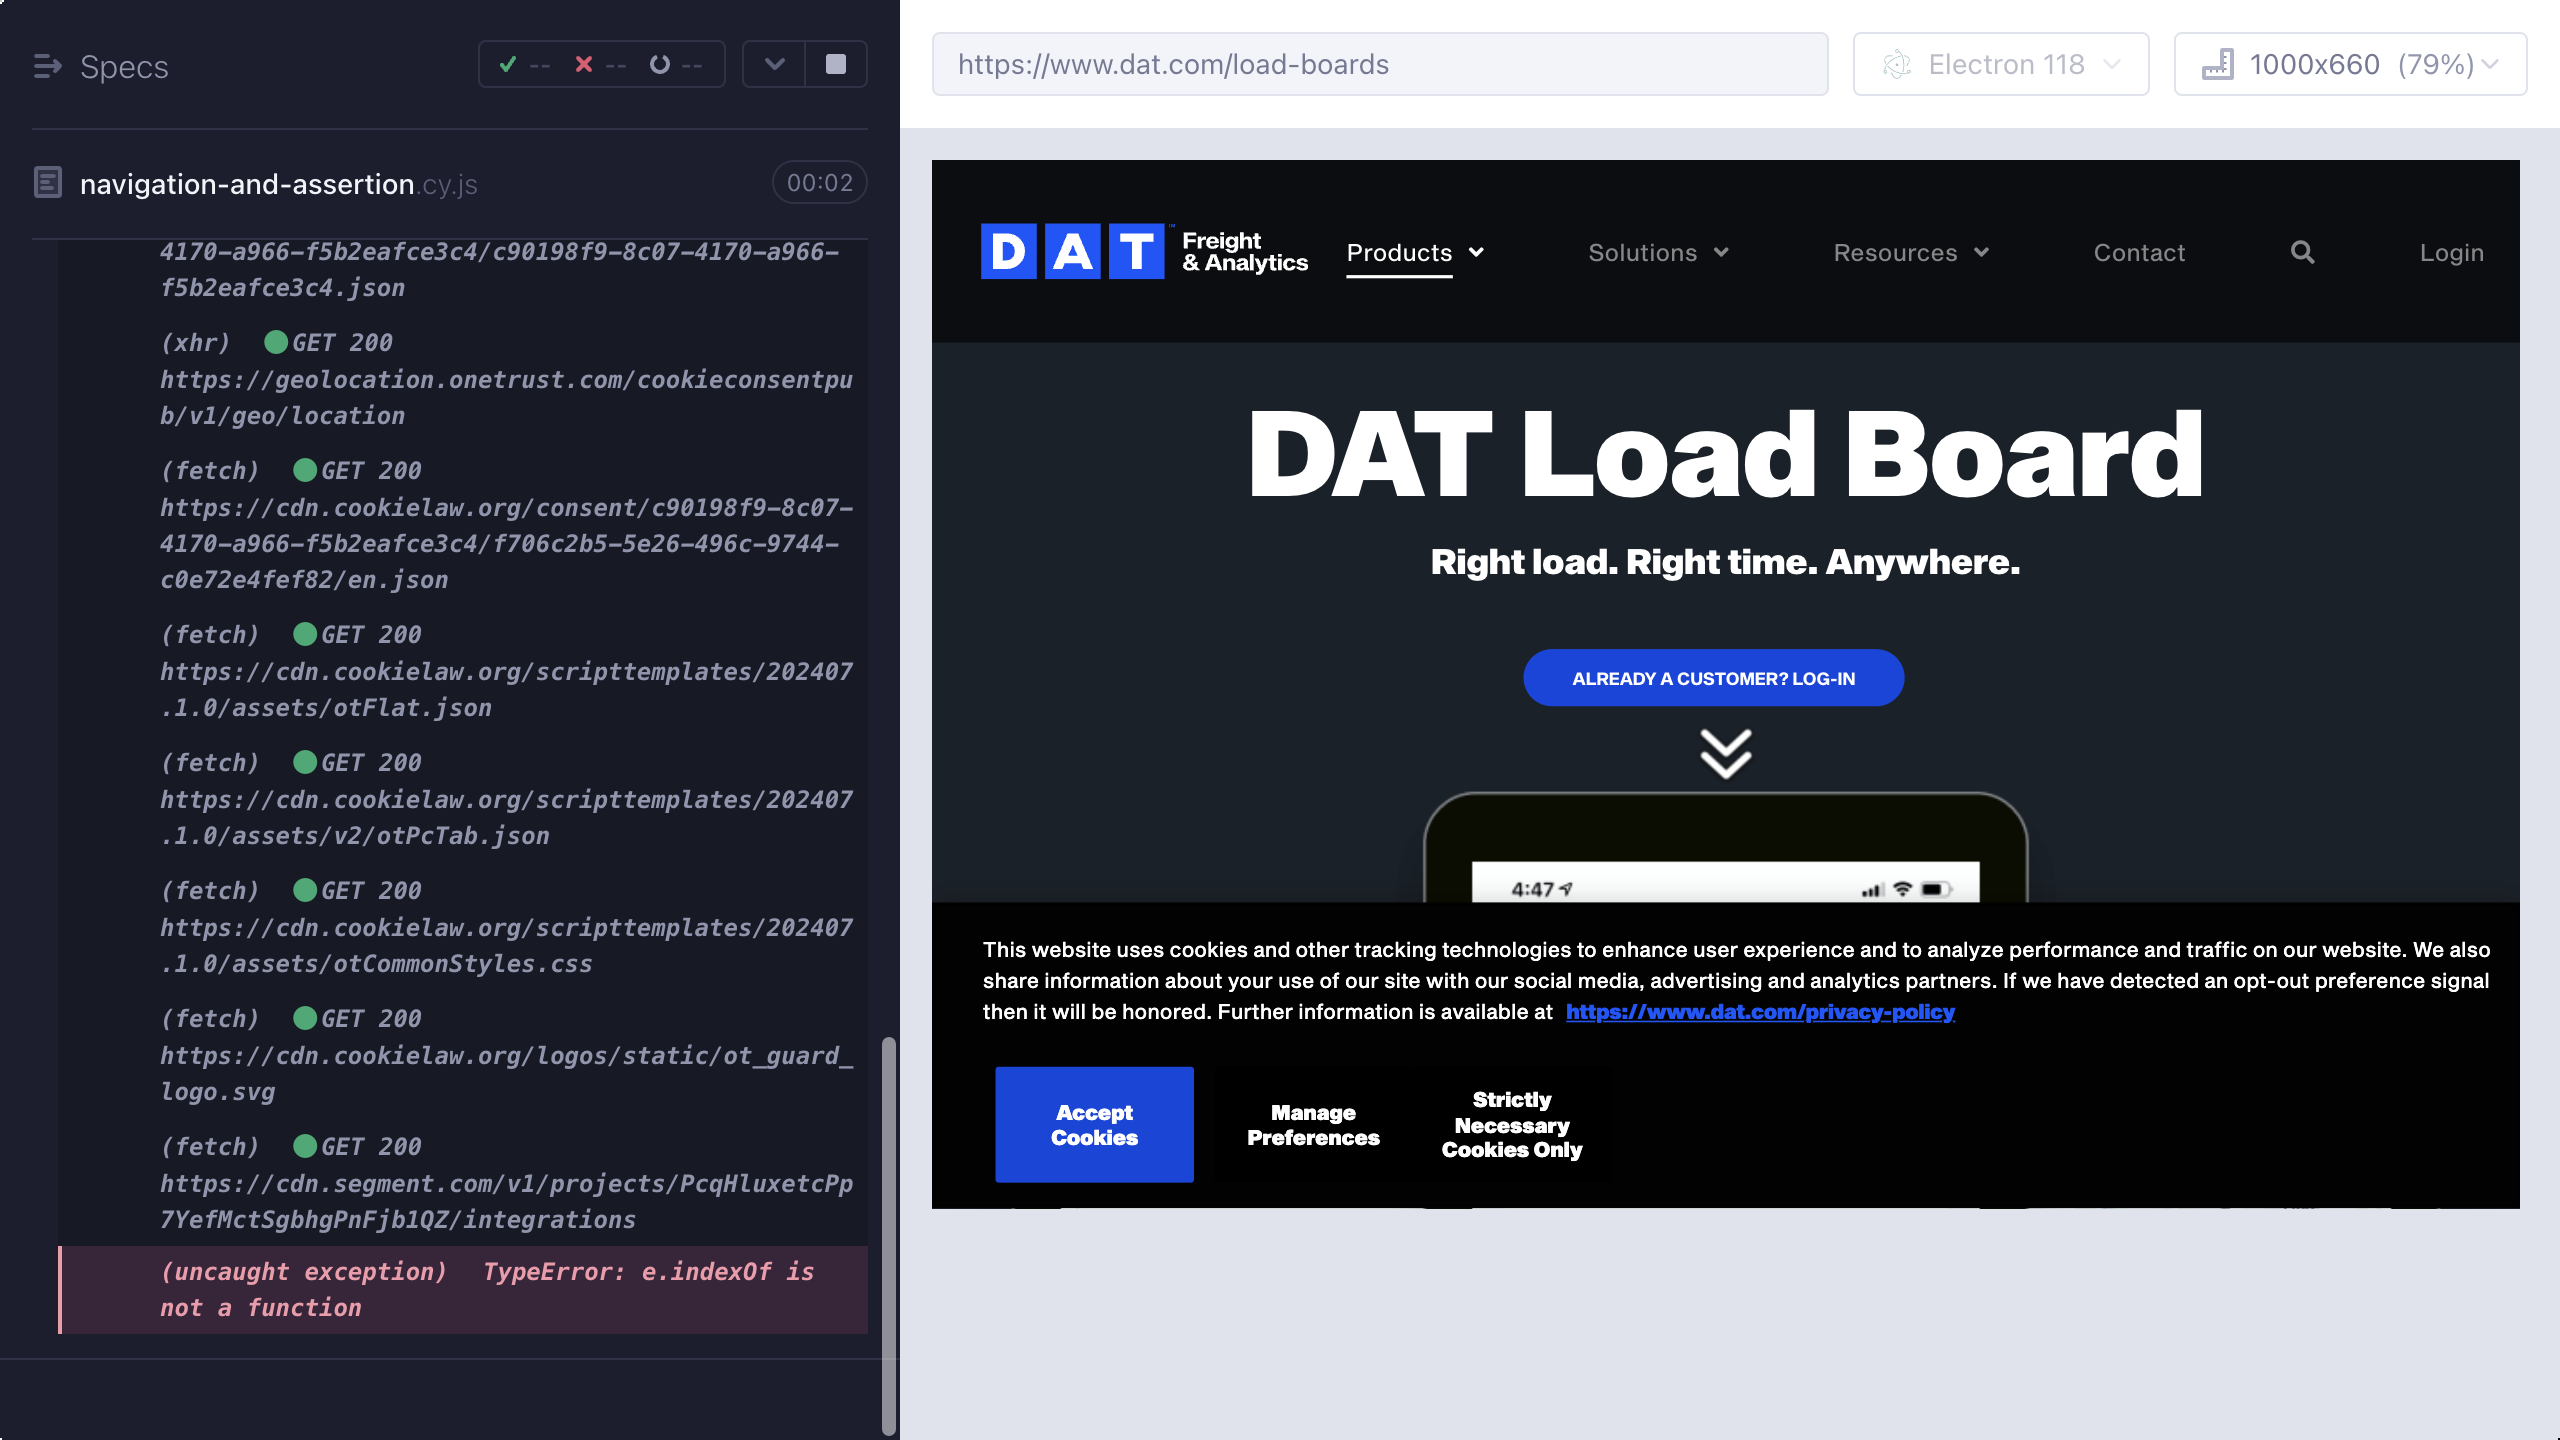 Specs
-- -- --
navigation-and-assertion.cy.js
00:02
4170-a966-f5b2eafce3c4/c90198f9-8c07-4170-a966-
f5b2eafce3c4.json
(xhr) GET 200
https://geolocation.onetrust.com/cookieconsentpu
b/v1/geo/location
(fetch) GET 200
https://cdn.cookielaw.org/consent/c90198f9-8c07-
4170-a966-f5b2eafce3c4/f706c2b5-5e26-496c-9744-
c0e72e4fef82/en.json
(fetch) GET 200
https://cdn.cookielaw.org/scripttemplates/202407
.1.0/assets/otFlat.json
(fetch) GET 200
https://cdn.cookielaw.org/scripttemplates/202407
.1.0/assets/v2/otPcTab.json
(fetch) GET 200
https://cdn.cookielaw.org/scripttemplates/202407
.1.0/assets/otCommonStyles.css
(fetch) GET 200
https://cdn.cookielaw.org/logos/static/ot_guard_
logo.svg
(fetch) GET 200
https://cdn.segment.com/v1/projects/PcqHluxetcPp
7YefMctSgbhgPnFjb1QZ/integrations
(uncaught exception) TypeError: e.indexOf is
not a function
https://www.dat.com/load-boards
Electron 118
1000x660 (79%)
DAT™ Freight
& Analytics
Products
Solutions
Resources
Contact
Login
DAT Load Board
Right load. Right time. Anywhere.
ALREADY A CUSTOMER? LOG-IN
4:47
This website uses cookies and other tracking technologies to enhance user experience and to analyze performance and traffic on our website. We also
share information about your use of our site with our social media, advertising and analytics partners. If we have detected an opt-out preference signal
then it will be honored. Further information is available at https://www.dat.com/privacy-policy
Accept
Cookies
Manage
Preferences
Strictly
Necessary
Cookies Only